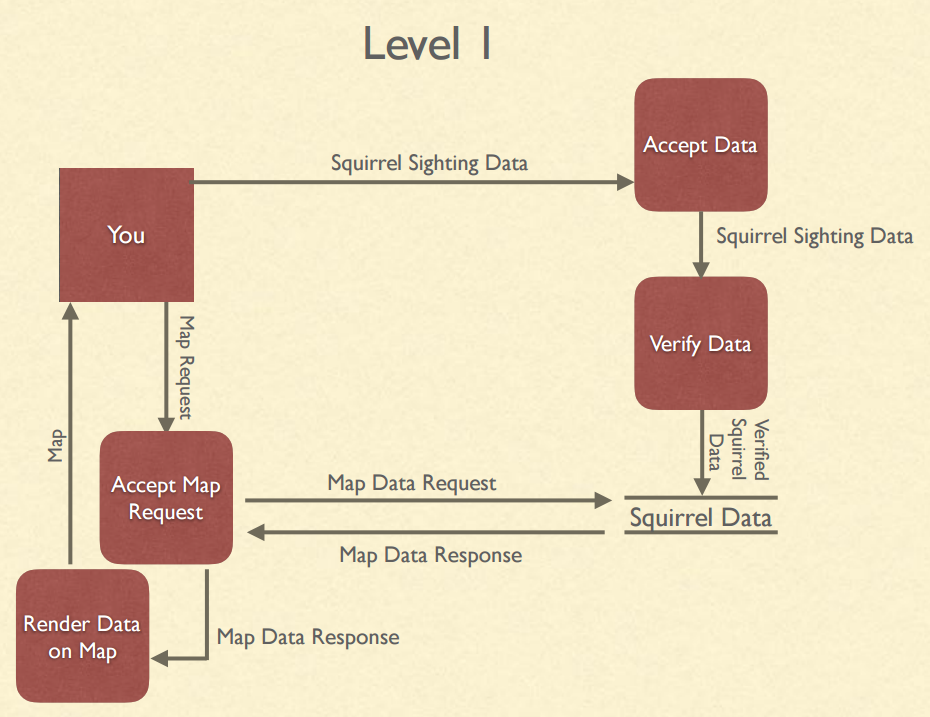 Level 1
Accept Data
Squirrel Sighting Data
You
Squirrel Sighting Data
Map Request
Verify Data
Map
Verified
Squirrel
Data
Accept Map
Request
Map Data Request
Squirrel Data
Map Data Response
Render Data
on Map
Map Data Response